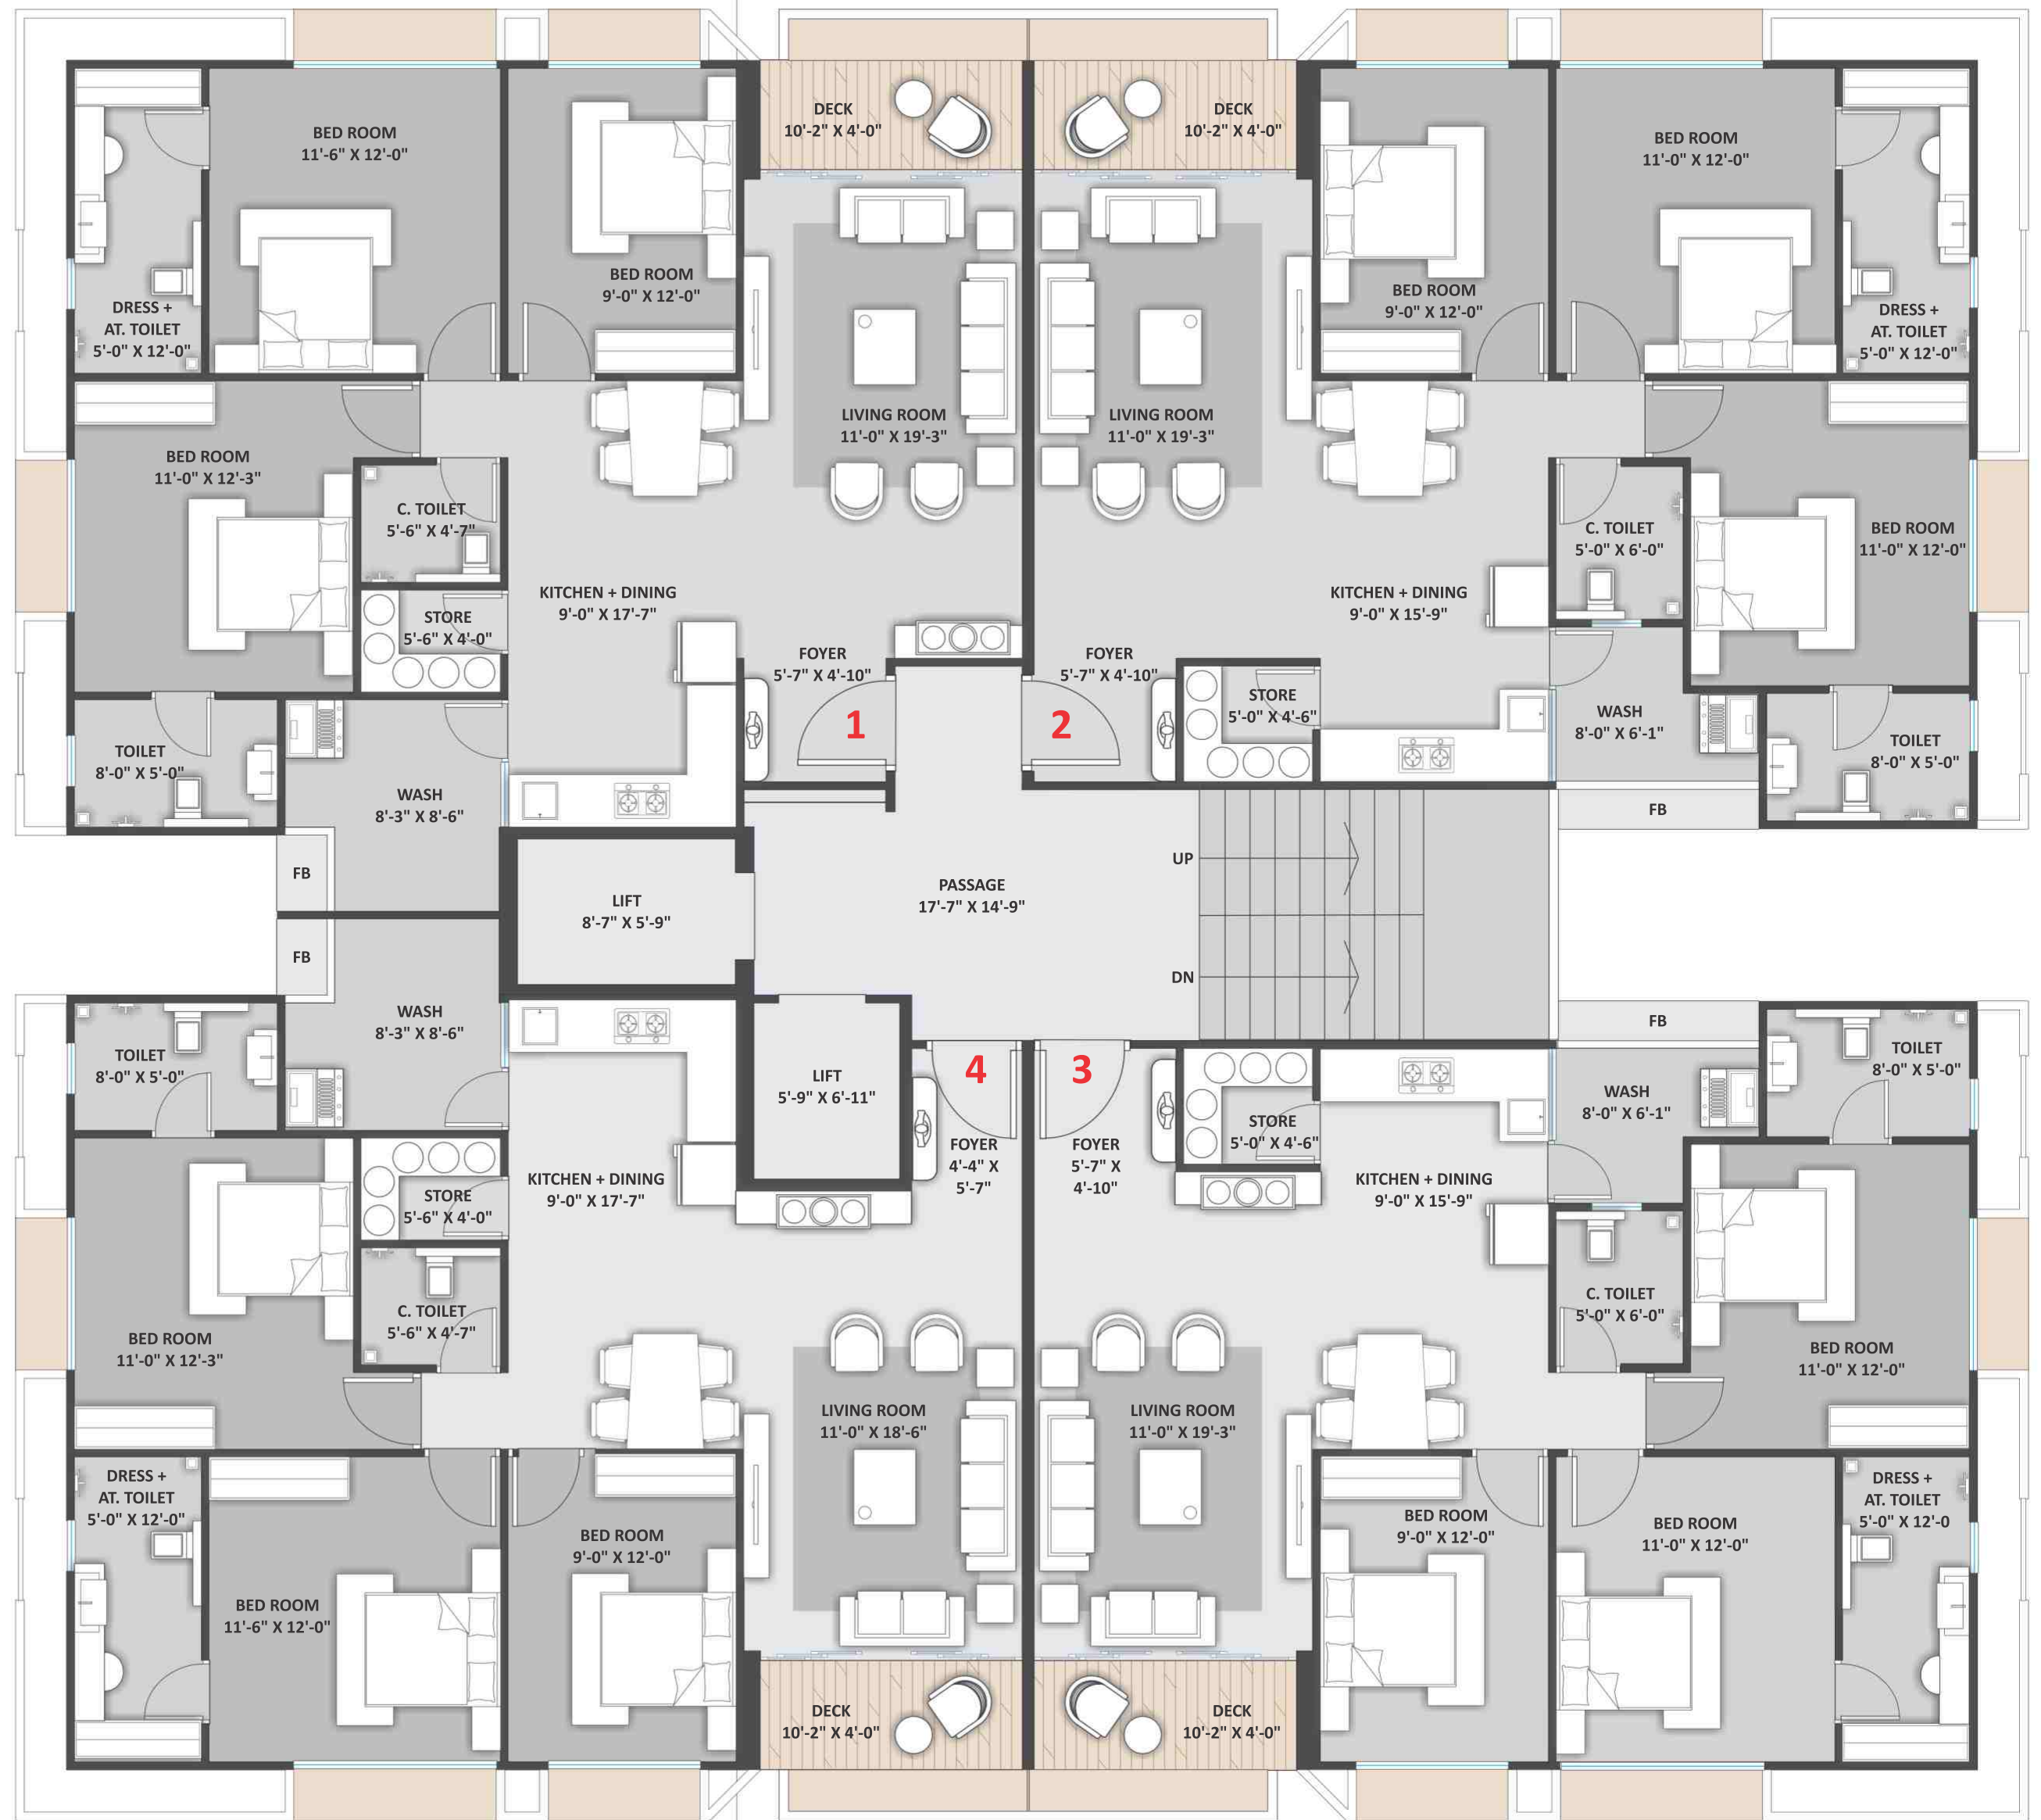 BED ROOM
11'-6" X 12'-0"
BED ROOM
9'-0" X 12'-0"
DECK
10'-2" X 4'-0"
DRESS +
AT. TOILET
5'-0" X 12'-0"
LIVING ROOM
11'-0" X 19'-3"
BED ROOM
11'-0" X 12'-3"
C. TOILET
5'-6" X 4'-7"
STORE
5'-6" X 4'-0"
KITCHEN + DINING
9'-0" X 17'-7"
FOYER
5'-7" X 4'-10"
1
TOILET
8'-0" X 5'-0"
WASH
8'-3" X 8'-6"
FB
DECK
10'-2" X 4'-0"
BED ROOM
9'-0" X 12'-0"
BED ROOM
11'-0" X 12'-0"
DRESS +
AT. TOILET
5'-0" X 12'-0"
LIVING ROOM
11'-0" X 19'-3"
C. TOILET
5'-0" X 6'-0"
BED ROOM
11'-0" X 12'-0"
KITCHEN + DINING
9'-0" X 15'-9"
FOYER
5'-7" X 4'-10"
2
STORE
5'-0" X 4'-6"
WASH
8'-0" X 6'-1"
TOILET
8'-0" X 5'-0"
FB
LIFT
8'-7" X 5'-9"
PASSAGE
17'-7" X 14'-9"
UP
DN
LIFT
5'-9" X 6'-11"
FB
WASH
8'-3" X 8'-6"
TOILET
8'-0" X 5'-0"
4
FOYER
4'-4" X
5'-7"
STORE
5'-6" X 4'-0"
KITCHEN + DINING
9'-0" X 17'-7"
C. TOILET
5'-6" X 4'-7"
BED ROOM
11'-0" X 12'-3"
LIVING ROOM
11'-0" X 18'-6"
DRESS +
AT. TOILET
5'-0" X 12'-0"
BED ROOM
11'-6" X 12'-0"
BED ROOM
9'-0" X 12'-0"
DECK
10'-2" X 4'-0"
FB
3
FOYER
5'-7" X
4'-10"
STORE
5'-0" X 4'-6"
WASH
8'-0" X 6'-1"
TOILET
8'-0" X 5'-0"
KITCHEN + DINING
9'-0" X 15'-9"
C. TOILET
5'-0" X 6'-0"
BED ROOM
11'-0" X 12'-0"
LIVING ROOM
11'-0" X 19'-3"
BED ROOM
9'-0" X 12'-0"
BED ROOM
11'-0" X 12'-0"
DRESS +
AT. TOILET
5'-0" X 12'-0
DECK
10'-2" X 4'-0"